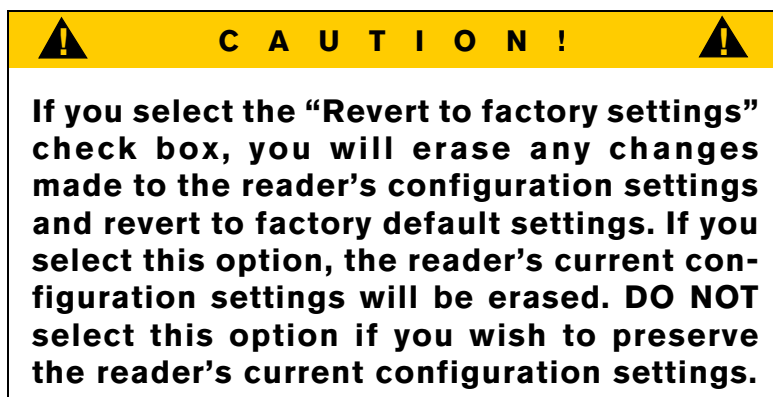 CAUTION!
If you select the “Revert to factory settings”
check box, you will erase any changes
made to the reader’s configuration settings
and revert to factory default settings. If you
select this option, the reader’s current con-
figuration settings will be erased. DO NOT
select this option if you wish to preserve
the reader’s current configuration settings.